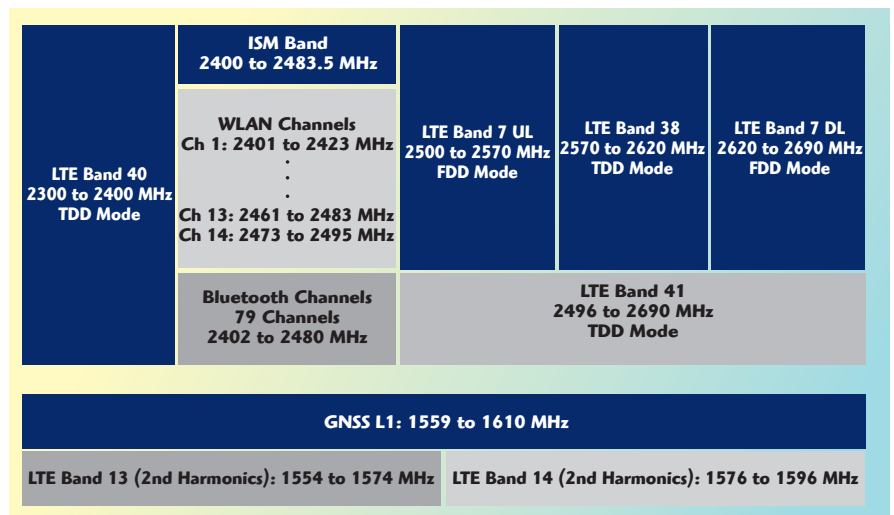 LTE Band 40
2300 to 2400 MHz
TDD Mode
ISM Band
2400 to 2483.5 MHz
WLAN Channels
Ch 1: 2401 to 2423 MHz
.
.
.
Ch 13: 2461 to 2483 MHz
Ch 14: 2473 to 2495 MHz
Bluetooth Channels
79 Channels
2402 to 2480 MHz
LTE Band 7 UL
2500 to 2570 MHz
FDD Mode
LTE Band 38
2570 to 2620 MHz
TDD Mode
LTE Band 7 DL
2620 to 2690 MHz
FDD Mode
LTE Band 41
2496 to 2690 MHz
TDD Mode
GNSS L1: 1559 to 1610 MHz
LTE Band 13 (2nd Harmonics): 1554 to 1574 MHz
LTE Band 14 (2nd Harmonics): 1576 to 1596 MHz